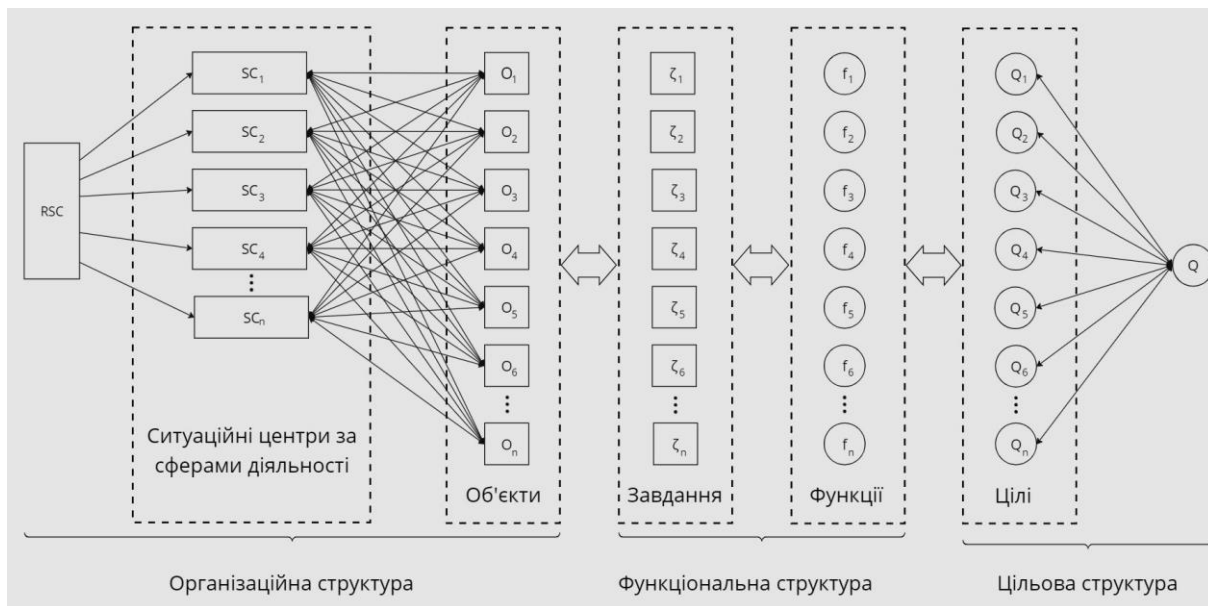 RSC
SC1
SC2
SC3
SC4
SCn
Ситуаційні центри за
сферами діяльності
O1
O2
O3
O4
O5
O6
On
Об'єкти
ζ1
ζ2
ζ3
ζ4
ζ5
ζ6
ζn
Завдання
f1
f2
f3
f4
f5
f6
fn
Функції
Q1
Q2
Q3
Q4
Q5
Q6
Qn
Цілі
Q
Організаційна структура
Функціональна структура
Цільова структура